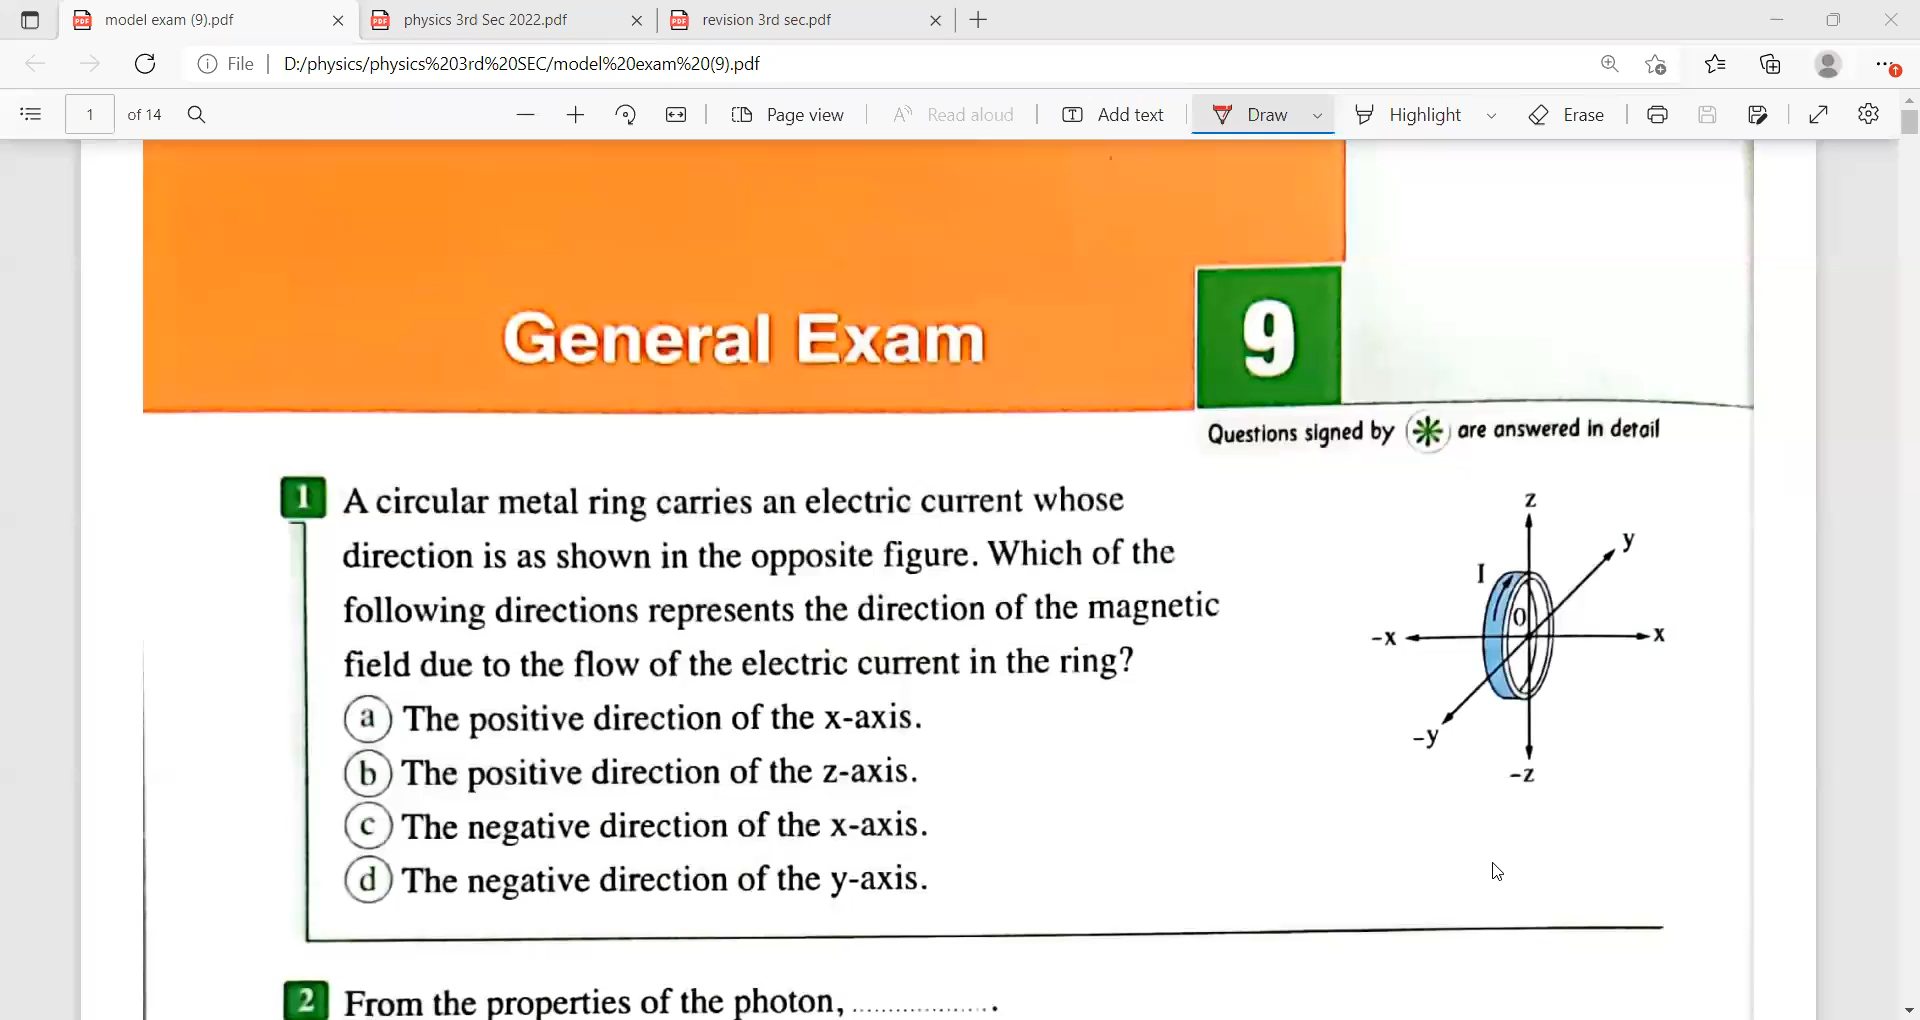 model exam (9).pdf
physics 3rd Sec 2022.pdf
revision 3rd sec.pdf
File
D:/physics/physics%203rd%20SEC/model%20exam%20(9).pdf
1 of 14
Page view
Read aloud
Add text
Draw
Highlight
Erase
General Exam
9
Questions signed by (*) are answered in detail
1 A circular metal ring carries an electric current whose
direction is as shown in the opposite figure. Which of the
following directions represents the direction of the magnetic
field due to the flow of the electric current in the ring?
a The positive direction of the x-axis.
b The positive direction of the z-axis.
c The negative direction of the x-axis.
d The negative direction of the y-axis.
z
y
I
O
-x
x
-y
-z
2 From the properties of the photon, ................ .